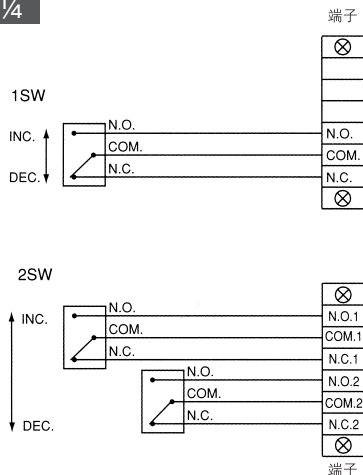 ¼
端子
1SW
INC.
DEC.
N.O.
COM.
N.C.
N.O.
COM.
N.C.
2SW
INC.
DEC.
N.O.
COM.
N.C.
N.O.
COM.
N.C.
N.O.1
COM.1
N.C.1
N.O.2
COM.2
N.C.2
端子